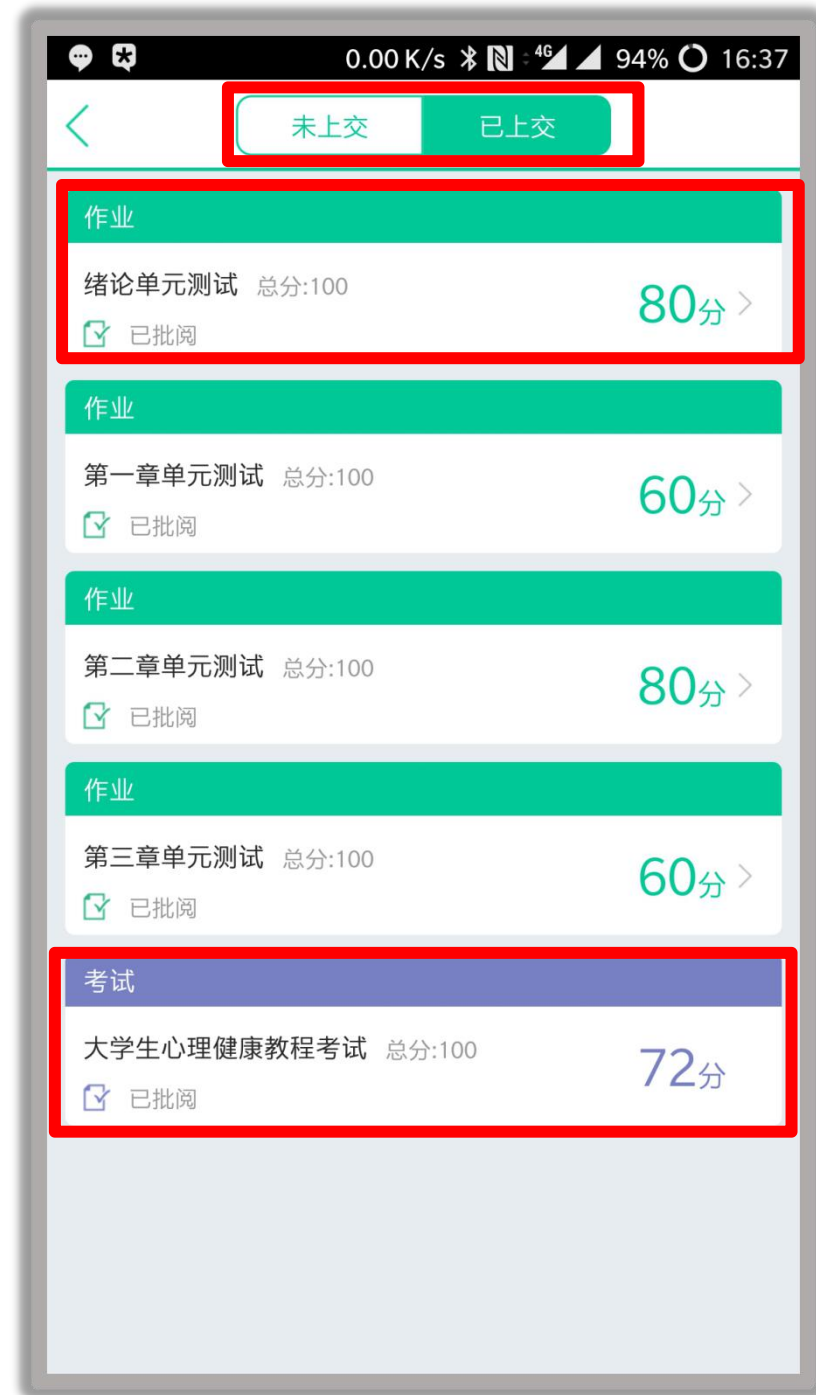 0.00 K/s 4G 94% 16:37
未上交 已上交
作业
绪论单元测试 总分:100
80分
已批阅
作业
第一章单元测试 总分:100
60分
已批阅
作业
第二章单元测试 总分:100
80分
已批阅
作业
第三章单元测试 总分:100
60分
已批阅
考试
大学生心理健康教程考试 总分:100
72分
已批阅